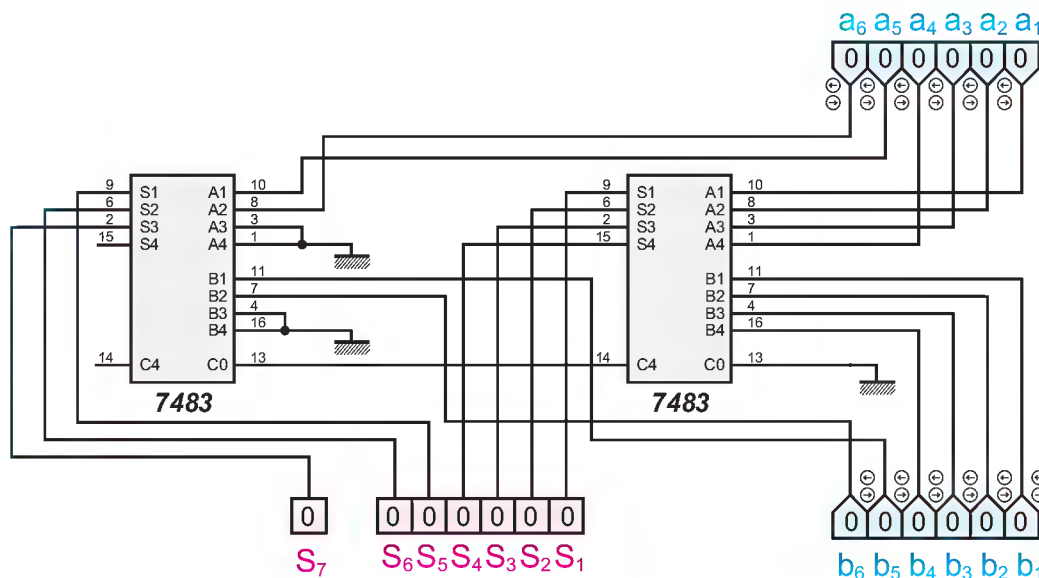 a6 a5 a4 a3 a2 a1
0 0 0 0 0 0
9 S1 A1 10
6 S2 A2 8
2 S3 A3 3
15 S4 A4 1
B1 11
B2 7
B3 4
B4 16
14 C4 C0 13
7483
9 S1 A1 10
6 S2 A2 8
2 S3 A3 3
15 S4 A4 1
B1 11
B2 7
B3 4
B4 16
14 C4 C0 13
7483
0 0 0 0 0 0 0
S7 S6 S5 S4 S3 S2 S1
0 0 0 0 0 0
b6 b5 b4 b3 b2 b1